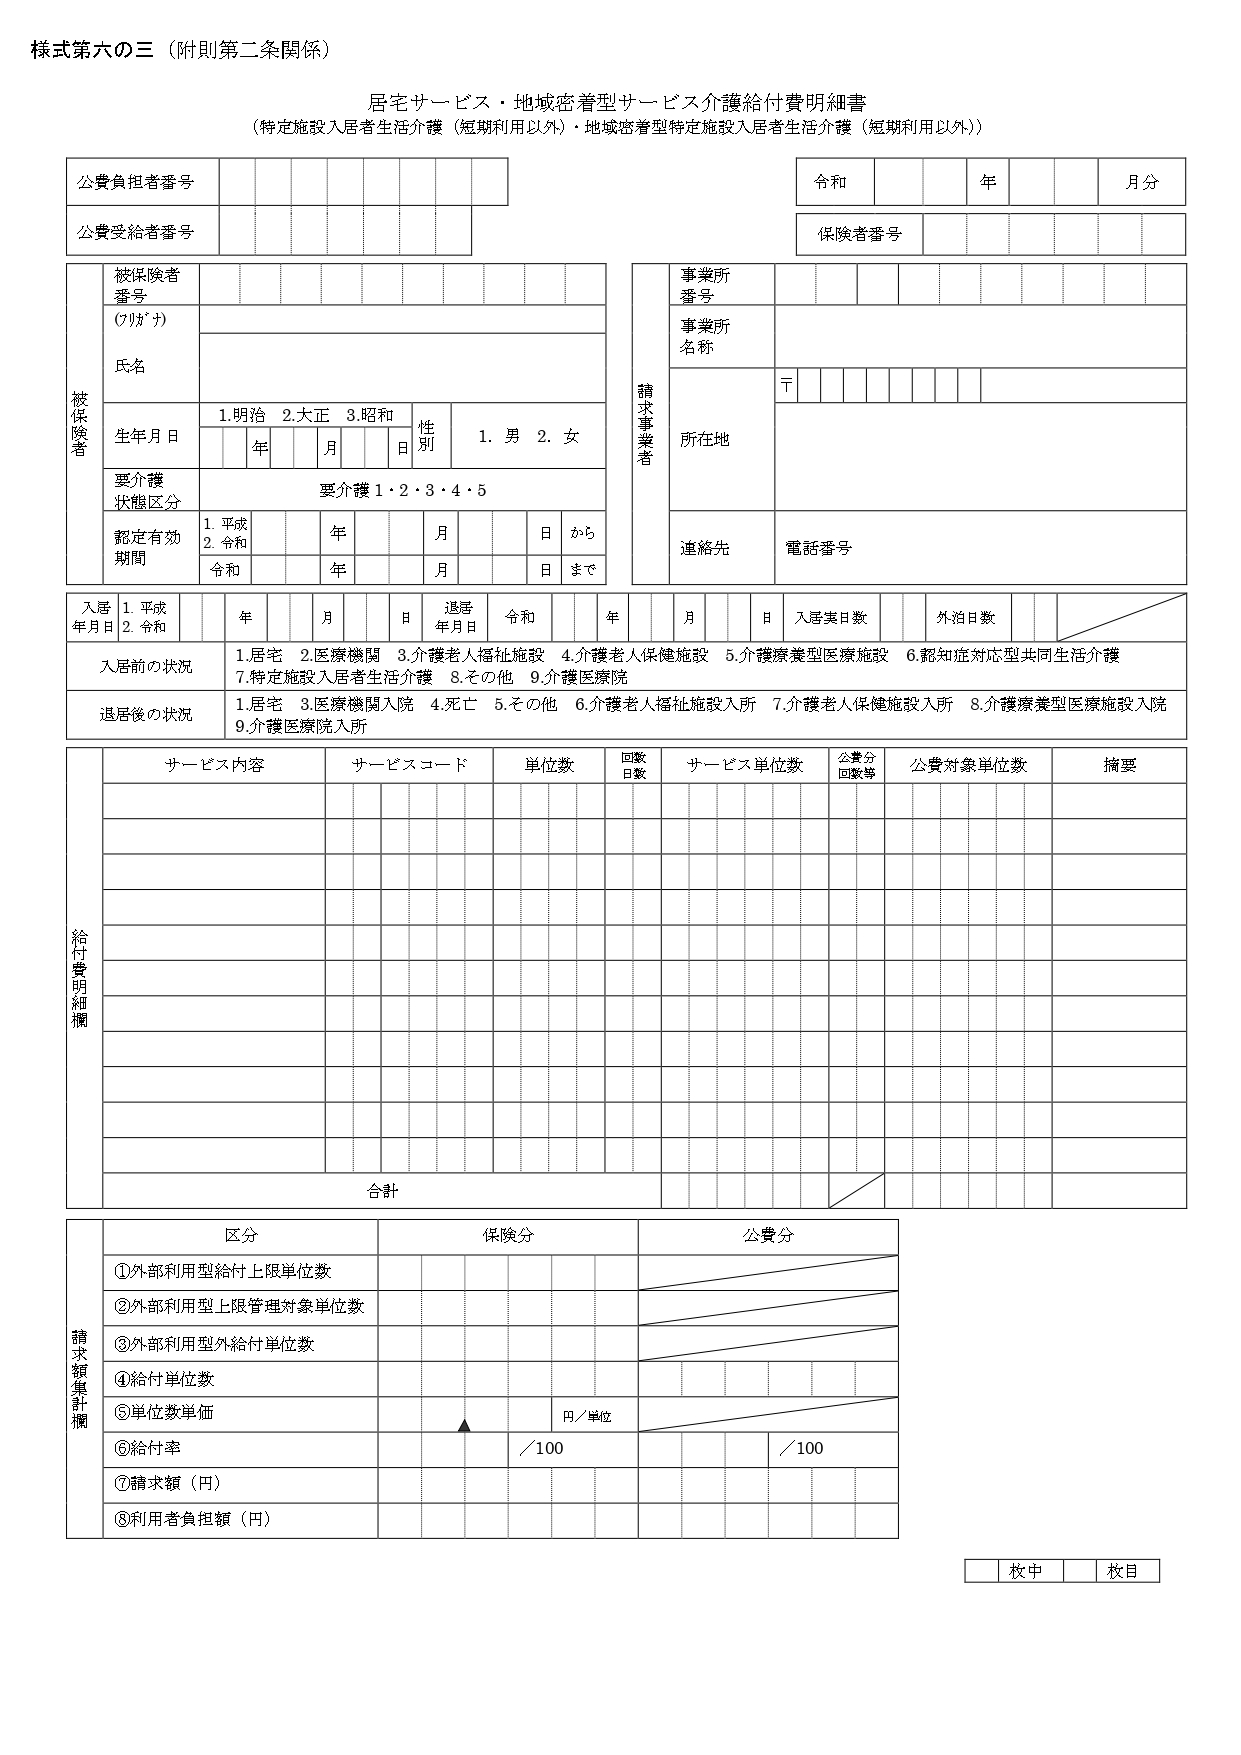 様式第六の三（附則第二条関係）
居宅サービス・地域密着型サービス介護給付費明細書
（特定施設入居者生活介護（短期利用以外）・地域密着型特定施設入居者生活介護（短期利用以外））
公費負担者番号
令和 年 月分
公費受給者番号
保険者番号
被保険者
被保険者
番号
(ﾌﾘｶﾞﾅ)
氏名
生年月日
1.明治 2.大正 3.昭和
年 月 日
性別
1. 男 2. 女
要介護
状態区分
要介護 1・2・3・4・5
認定有効
期間
1. 平成
2. 令和
年 月 日 から
令和 年 月 日 まで
請求事業者
事業所
番号
事業所
名称
〒
所在地
連絡先
電話番号
入居
年月日
1. 平成
2. 令和
年 月 日
退居
年月日
令和 年 月 日
入居実日数
外泊日数
入居前の状況
1.居宅 2.医療機関 3.介護老人福祉施設 4.介護老人保健施設 5.介護療養型医療施設 6.認知症対応型共同生活介護
7.特定施設入居者生活介護 8.その他 9.介護医療院
退居後の状況
1.居宅 3.医療機関入院 4.死亡 5.その他 6.介護老人福祉施設入所 7.介護老人保健施設入所 8.介護療養型医療施設入院
9.介護医療院入所
給付費明細欄
サービス内容 サービスコード 単位数
回数
日数
サービス単位数
公費分
回数等
公費対象単位数 摘要
合計
請求額集計欄
区分 保険分 公費分
①外部利用型給付上限単位数
②外部利用型上限管理対象単位数
③外部利用型外給付単位数
④給付単位数
⑤単位数単価 ▲ 円／単位
⑥給付率 ／100 ／100
⑦請求額（円）
⑧利用者負担額（円）
枚中 枚目